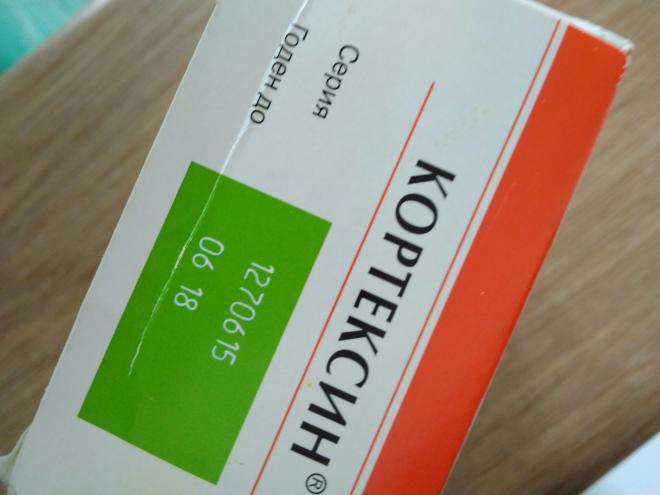 КОРТЕКСИН®
Серия 1270615
Годен до 06 18